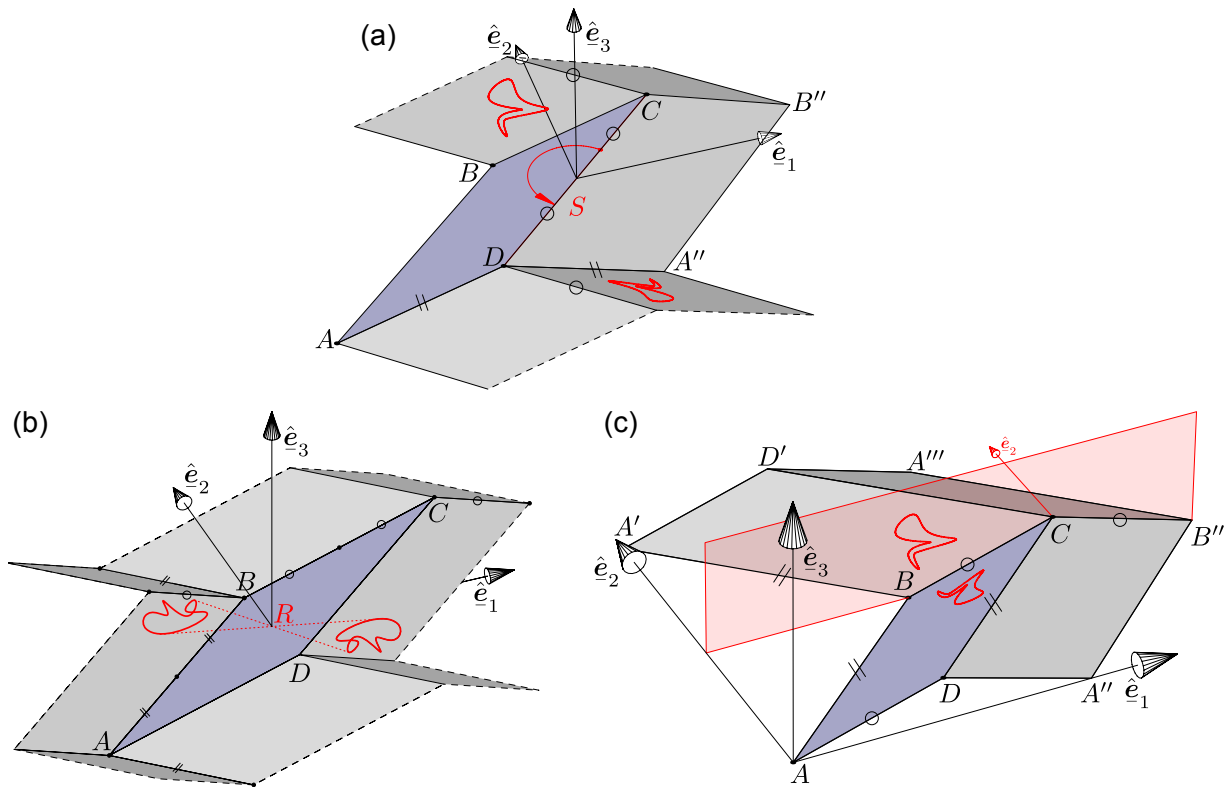 (a)
ê₂
ê₃
C
B″
ê₁
B
S
D
A″
A
(b)
ê₃
ê₂
C
B
ê₁
R
D
A
(c)
ê₂
D′
A‴
A′
C
B″
ê₂
ê₃
B
D
A″
ê₁
A